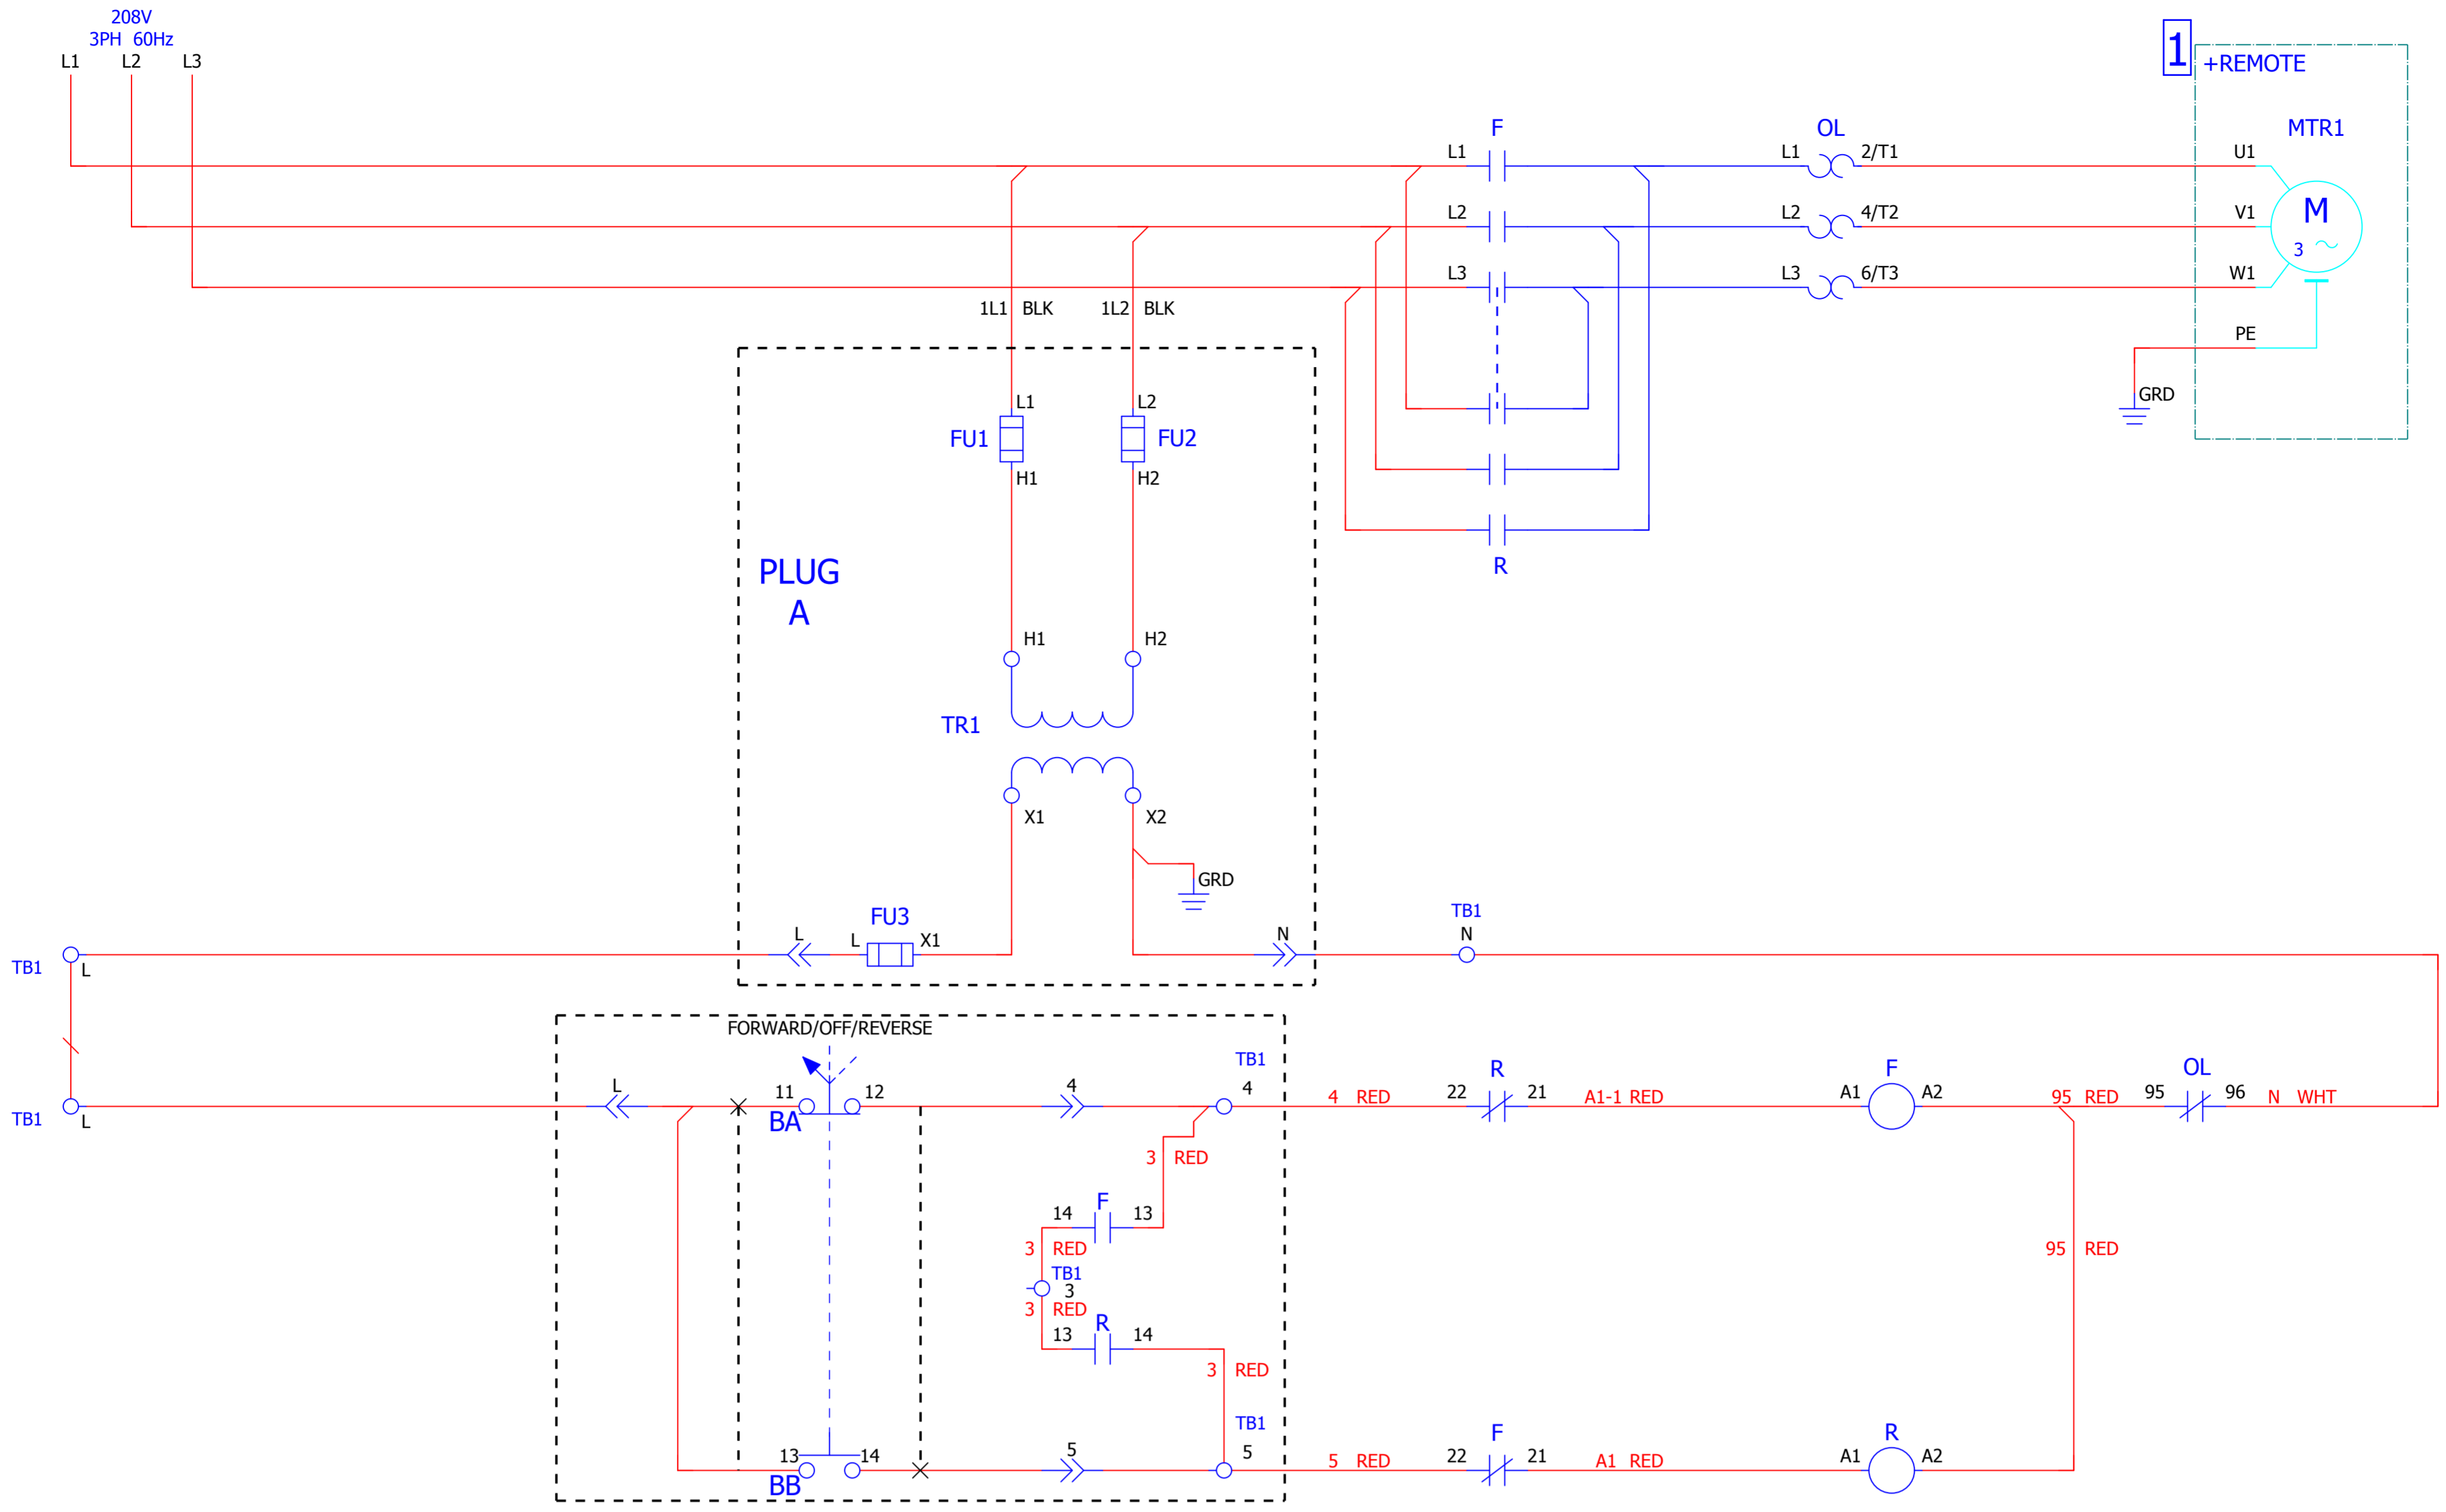 208V
3PH 60Hz
L1 L2 L3
1
+REMOTE
F OL MTR1
L1 L1 2/T1 U1
L2 L2 4/T2 V1
M
3
L3 L3 6/T3 W1
1L1 BLK 1L2 BLK
PE
GRD
L1 L2
FU1 FU2
H1 H2
R
PLUG
A
H1 H2
TR1
X1 X2
GRD
FU3
TB1
L L X1 N N
TB1 L
FORWARD/OFF/REVERSE
TB1
L 11 12 4 4
TB1 L
BA
R F OL
4 RED 22 21 A1-1 RED A1 A2 95 RED 95 96 N WHT
3 RED
F
14 13
3 RED
95 RED
TB1
3
3 RED
R
13 14
3 RED
TB1
13 14 5 5
BB
F R
5 RED 22 21 A1 RED A1 A2